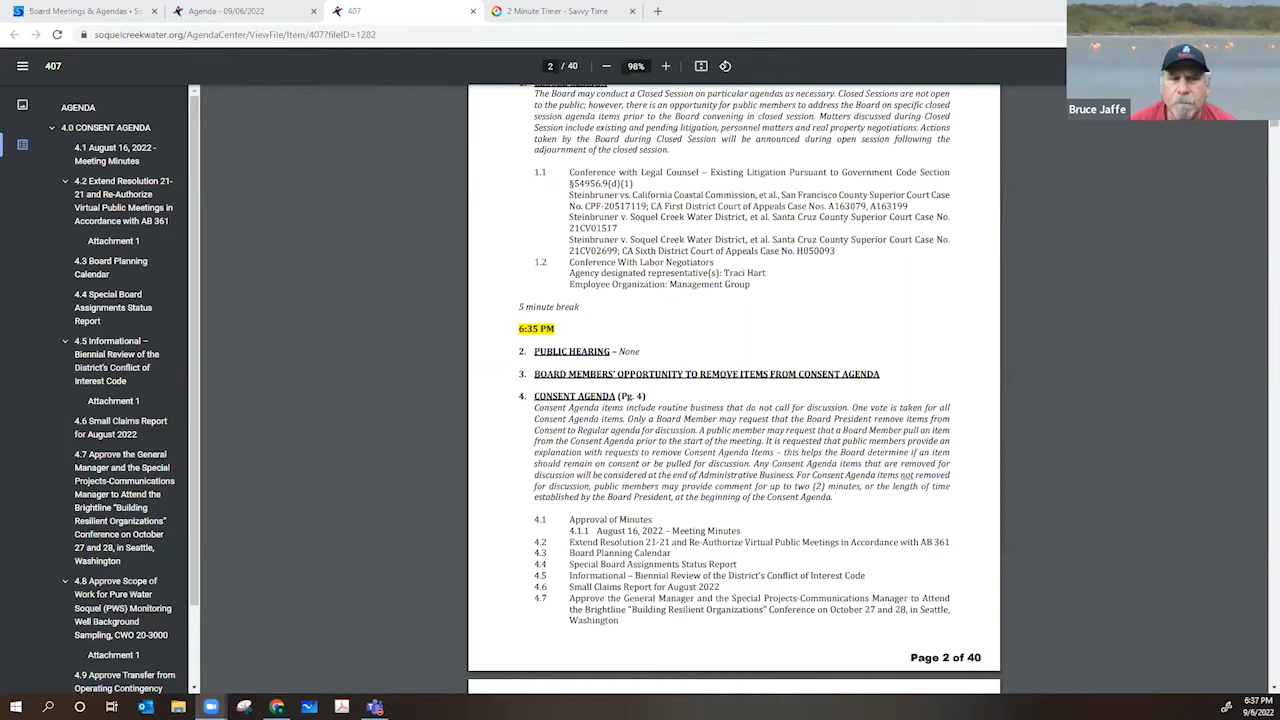 Board Meetings & Agendas • So
Agenda - 09/06/2022
407
2 Minute Timer - Savvy Time
soquelcreekwater.org/AgendaCenter/ViewFile/Item/407?fileID=1282
407
2 / 40
98%
Bruce Jaffe
AGENDA
4.0 CONSENT AGENDA
4.1 August 16, 2022 -
Meeting Minutes
4.2 Extend Resolution 21-
21 and Re-Authorize
Virtual Public Meetings in
Accordance with AB 361
Attachment 1
4.3 Board Planning
Calendar
4.4 Special Board
Assignments Status
Report
4.5 Informational –
Biennial Review of the
District's Conflict of
Interest Code
4.6 Small Claims Report
for August 2022
4.7 Approve the General
Manager and the Special
Projects-Communications
Manager to Attend the
Brightline "Building
Resilient Organizations"
Conference on October
27 and 28, in Seattle,
Washington
4.8 Approve Scope of
Work for Pure Water
Soquel (PWS) Monitoring
Well Background
Sampling, CWO 20-3000
Attachment 1
4.9 Approve Transfer from
Operating Contingency
The Board may conduct a Closed Session on particular agendas as necessary. Closed Sessions are not open
to the public; however, there is an opportunity for public members to address the Board on specific closed
session agenda items prior to the Board convening in closed session. Matters discussed during Closed
Session include existing and pending litigation, personnel matters and real property negotiations. Actions
taken by the Board during Closed Session will be announced during open session following the
adjournment of the closed session.
1.1 Conference with Legal Counsel – Existing Litigation Pursuant to Government Code Section
§54956.9(d)(1)
Steinbruner vs. California Coastal Commission, et al., San Francisco County Superior Court Case
No. CPF-20517119; CA First District Court of Appeals Case Nos. A163079, A163199
Steinbruner v. Soquel Creek Water District, et al. Santa Cruz County Superior Court Case No.
21CV01517
Steinbruner v. Soquel Creek Water District, et al. Santa Cruz County Superior Court Case No.
21CV02699; CA Sixth District Court of Appeals Case No. H050093
1.2 Conference With Labor Negotiators
Agency designated representative(s): Traci Hart
Employee Organization: Management Group
5 minute break
6:35 PM
2. PUBLIC HEARING – None
3. BOARD MEMBERS' OPPORTUNITY TO REMOVE ITEMS FROM CONSENT AGENDA
4. CONSENT AGENDA (Pg. 4)
Consent Agenda items include routine business that do not call for discussion. One vote is taken for all
Consent Agenda items. Only a Board Member may request that the Board President remove items from
Consent to Regular agenda for discussion. A public member may request that a Board Member pull an item
from the Consent Agenda prior to the start of the meeting. It is requested that public members provide an
explanation with requests to remove Consent Agenda Items – this helps the Board determine if an item
should remain on consent or be pulled for discussion. Any Consent Agenda items that are removed for
discussion will be considered at the end of Administrative Business. For Consent Agenda items not removed
for discussion, public members may provide comment for up to two (2) minutes, or the length of time
established by the Board President, at the beginning of the Consent Agenda.
4.1 Approval of Minutes
4.1.1 August 16, 2022 – Meeting Minutes
4.2 Extend Resolution 21-21 and Re-Authorize Virtual Public Meetings in Accordance with AB 361
4.3 Board Planning Calendar
4.4 Special Board Assignments Status Report
4.5 Informational – Biennial Review of the District's Conflict of Interest Code
4.6 Small Claims Report for August 2022
4.7 Approve the General Manager and the Special Projects-Communications Manager to Attend
the Brightline "Building Resilient Organizations" Conference on October 27 and 28, in Seattle,
Washington
Page 2 of 40
6:37 PM
9/6/2022